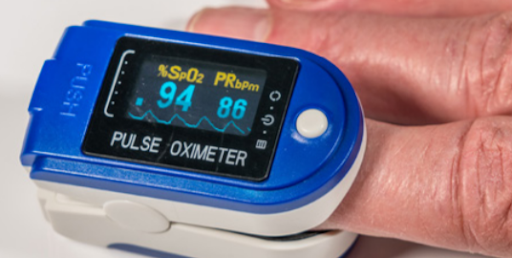 PUSH
%SpO₂ PRbpm
94 86
PULSE OXIMETER